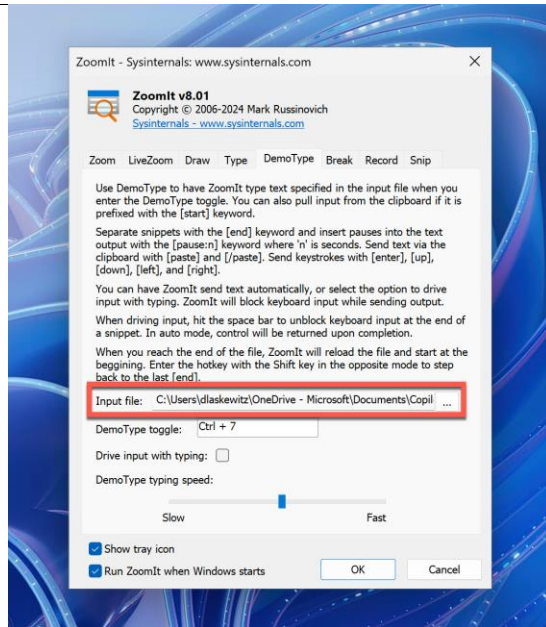 ZoomIt - Sysinternals: www.sysinternals.com
ZoomIt v8.01
Copyright © 2006-2024 Mark Russinovich
Sysinternals - www.sysinternals.com
Zoom LiveZoom Draw Type DemoType Break Record Snip
Use DemoType to have ZoomIt type text specified in the input file when you
enter the DemoType toggle. You can also pull input from the clipboard if it is
prefixed with the [start] keyword.
Separate snippets with the [end] keyword and insert pauses into the text
output with the [pause:n] keyword where 'n' is seconds. Send text via the
clipboard with [paste] and [/paste]. Send keystrokes with [enter], [up],
[down], [left], and [right].
You can have ZoomIt send text automatically, or select the option to drive
input with typing. ZoomIt will block keyboard input while sending output.
When driving input, hit the space bar to unblock keyboard input at the end of
a snippet. In auto mode, control will be returned upon completion.
When you reach the end of the file, ZoomIt will reload the file and start at the
beggining. Enter the hotkey with the Shift key in the opposite mode to step
back to the last [end].
Input file: C:\Users\dlaskewitz\OneDrive - Microsoft\Documents\Copil ...
DemoType toggle: Ctrl + 7
Drive input with typing:
DemoType typing speed:
Slow Fast
Show tray icon
Run ZoomIt when Windows starts OK Cancel